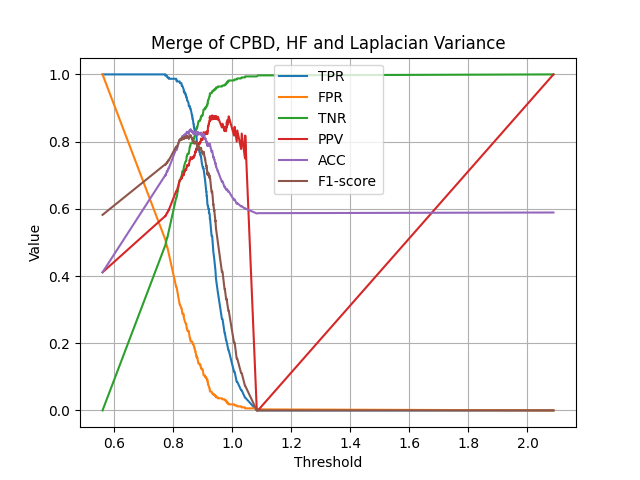 Merge of CPBD, HF and Laplacian Variance
1.0
0.8
0.6
0.4
0.2
0.0
Value
TPR
FPR
TNR
PPV
ACC
F1-score
0.6 0.8 1.0 1.2 1.4 1.6 1.8 2.0
Threshold